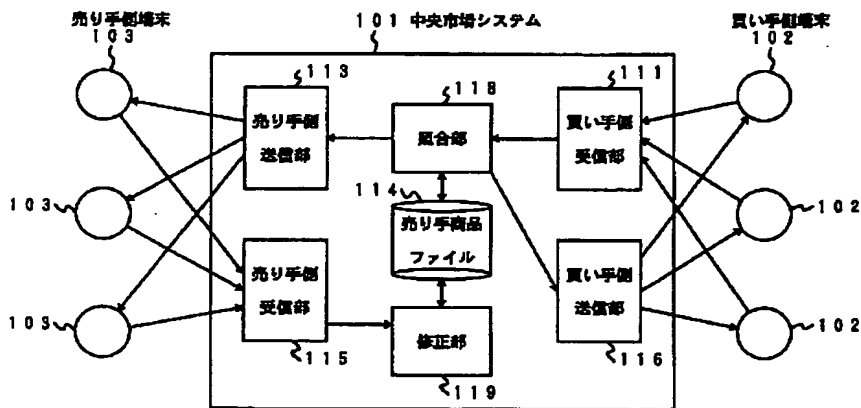 売り手側端末
103
101 中央市場システム
買い手側端末
102
113
売り手側
送信部
118
照合部
111
買い手側
受信部
103
114
売り手商品
ファイル
102
売り手側
受信部
115
修正部
119
買い手側
送信部
116
103
102